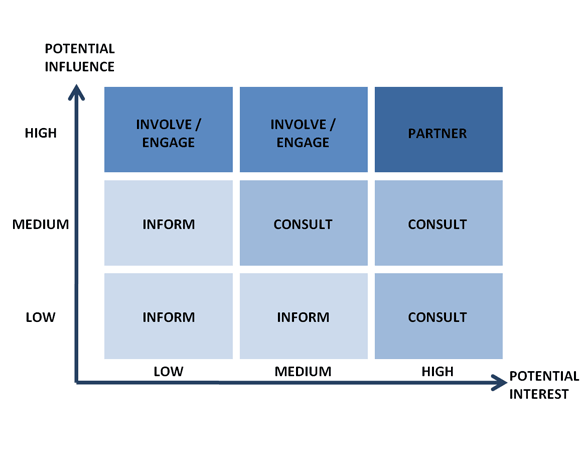 POTENTIAL
INFLUENCE
HIGH
INVOLVE /
ENGAGE
INVOLVE /
ENGAGE
PARTNER
MEDIUM
INFORM
CONSULT
CONSULT
LOW
INFORM
INFORM
CONSULT
LOW
MEDIUM
HIGH
POTENTIAL
INTEREST